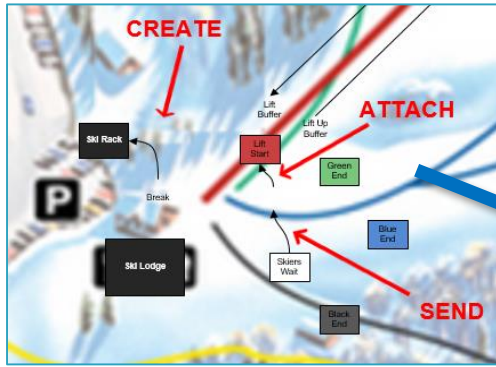 CREATE
Lift
Buffer
ATTACH
Lift Up
Buffer
Ski Rack
Lift
Start
Green
End
P
Break
Blue
End
Ski Lodge
Skiers
Wait
SEND
Black
End